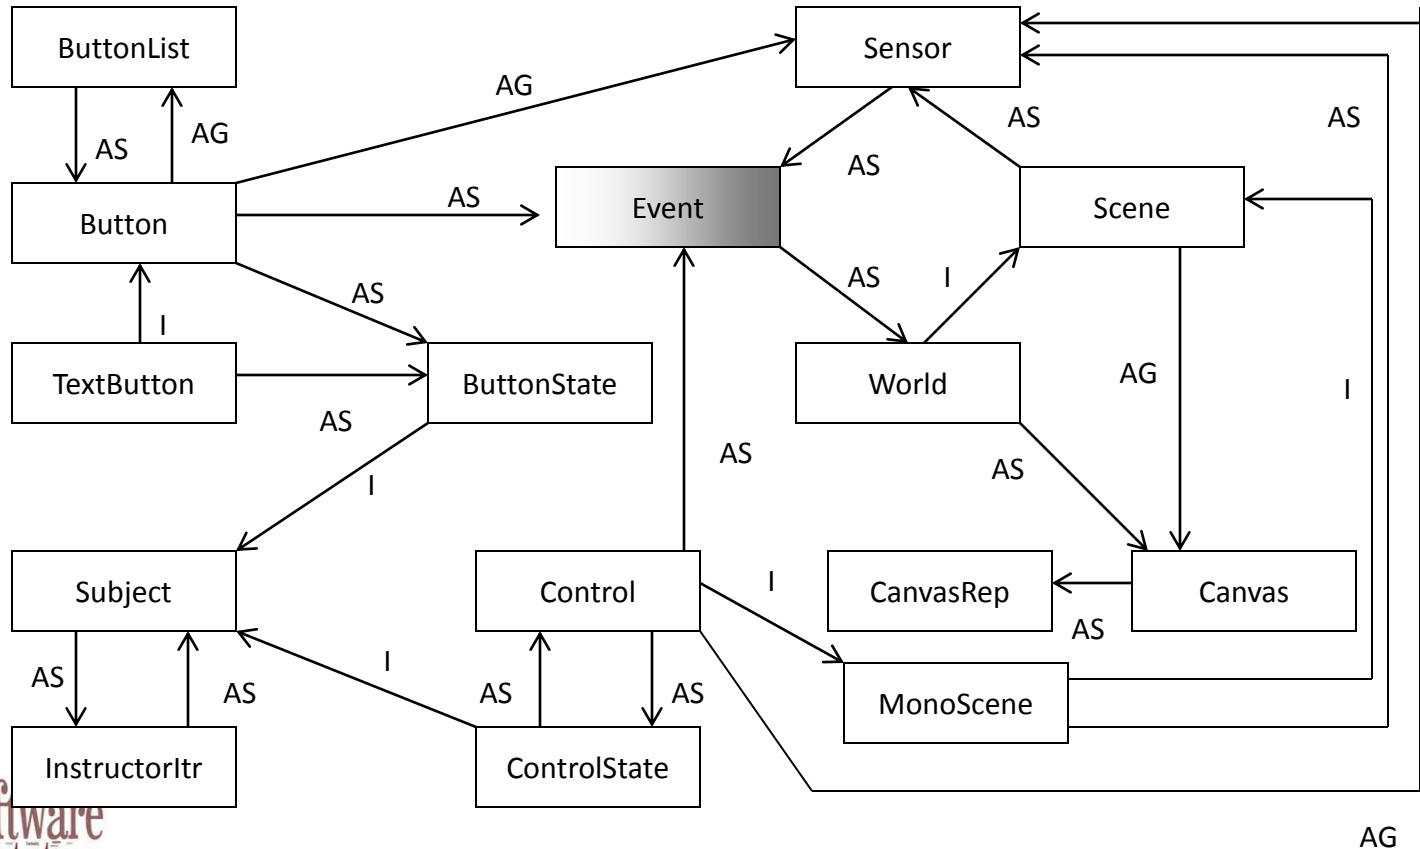 ButtonList
Sensor
AG
AS
AG
AS
AS
AS
Button
AS
Event
Scene
AS
AS
I
I
TextButton
ButtonState
World
AG
I
AS
AS
AS
I
Subject
Control
I
CanvasRep
Canvas
AS
I
AS
AS
AS
AS
MonoScene
InstructorItr
ControlState
AG